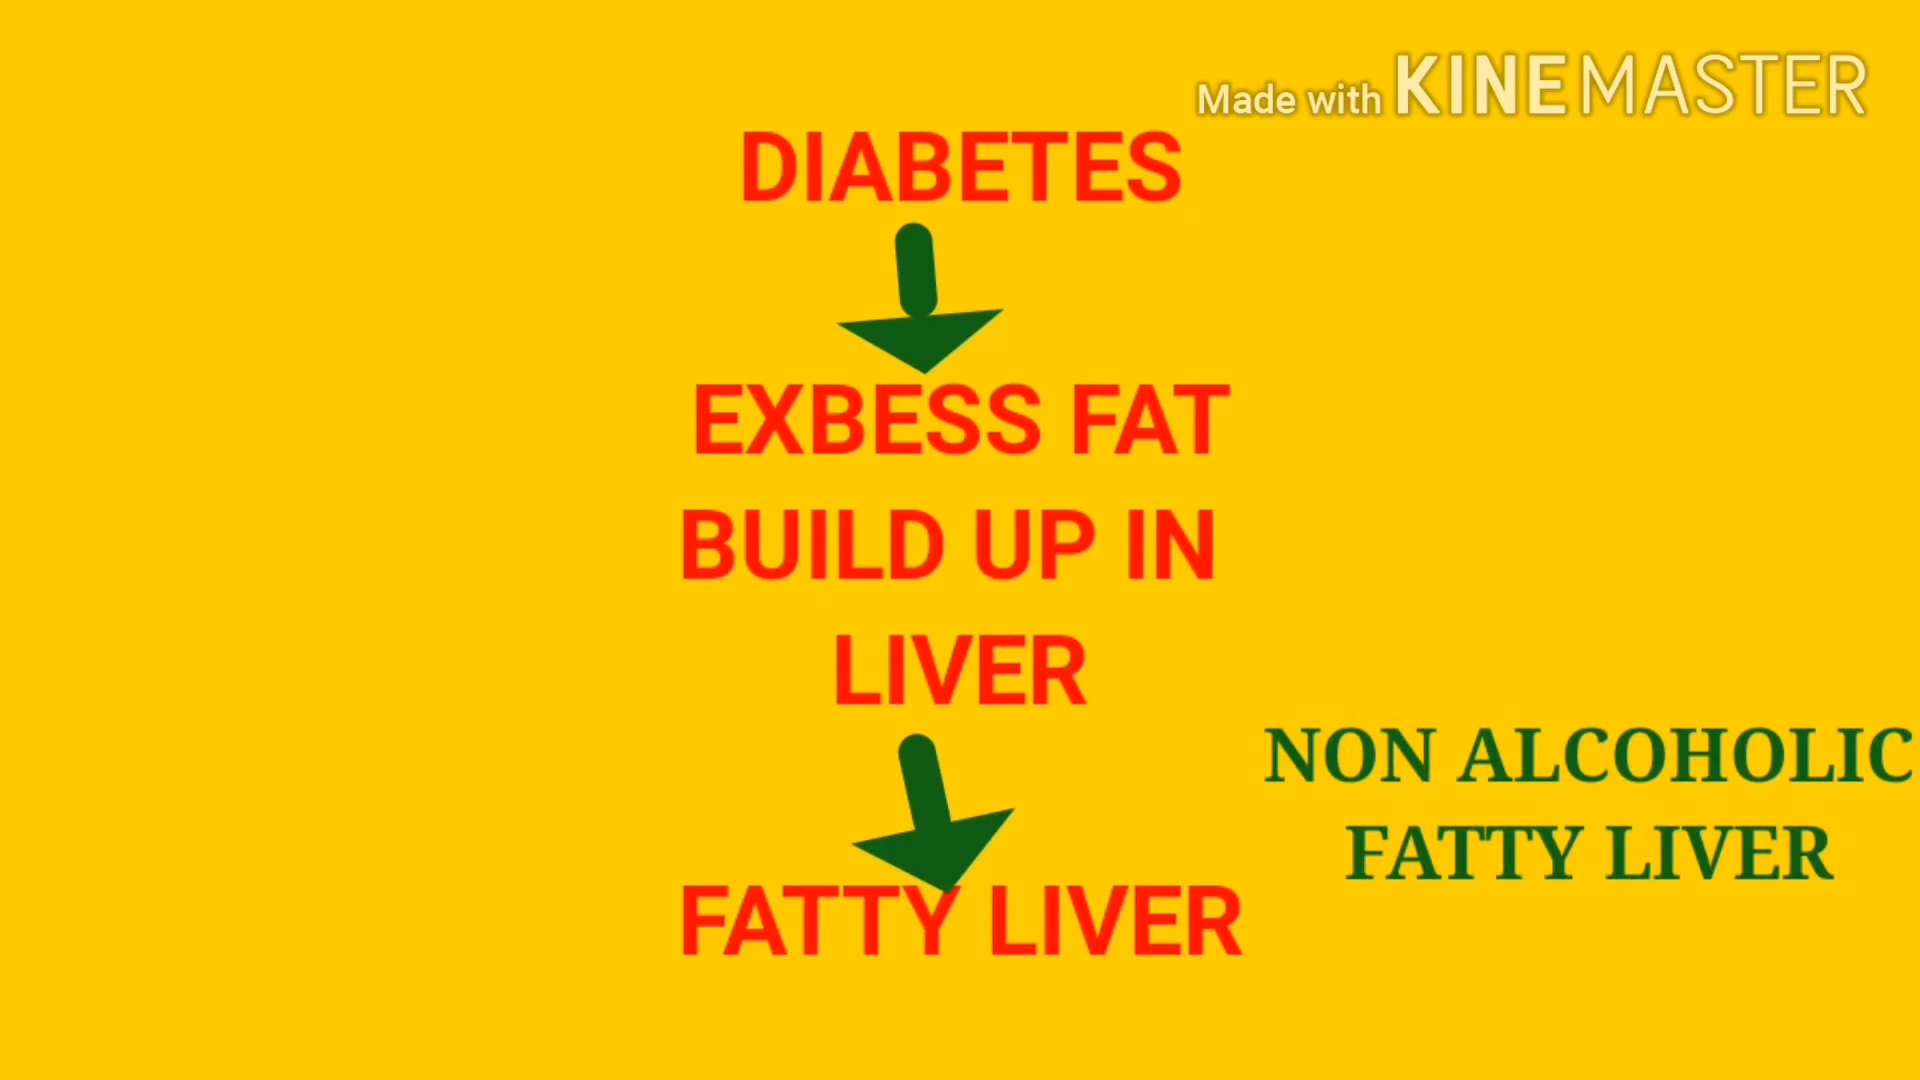 Made with KINEMASTER
DIABETES
EXBESS FAT
BUILD UP IN
LIVER
NON ALCOHOLIC
FATTY LIVER
FATTY LIVER